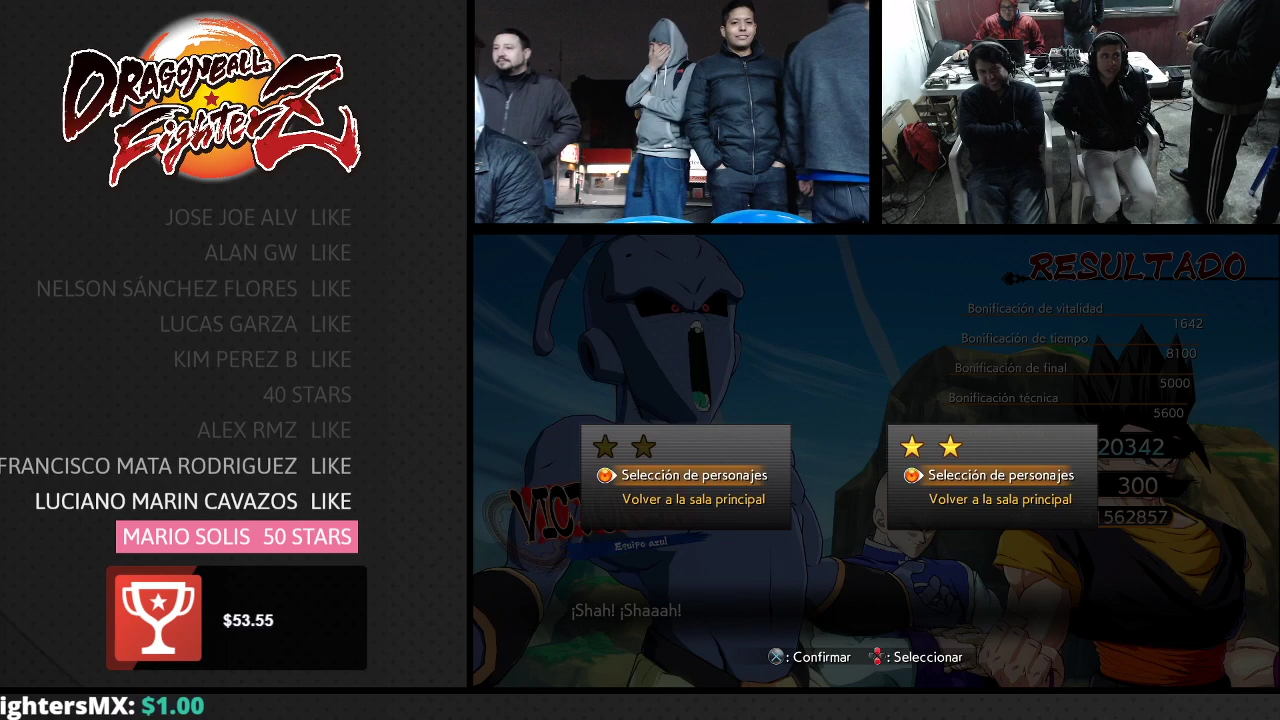 DRAGONBALL
FighterZ
JOSE JOE ALV LIKE
ALAN GW LIKE
NELSON SÁNCHEZ FLORES LIKE
LUCAS GARZA LIKE
KIM PEREZ B LIKE
40 STARS
ALEX RMZ LIKE
FRANCISCO MATA RODRIGUEZ LIKE
LUCIANO MARIN CAVAZOS LIKE
MARIO SOLIS 50 STARS
$53.55
ightersMX: $1.00
RESULTADO
Bonificación de vitalidad
1642
Bonificación de tiempo
8100
Bonificación de final
5000
Bonificación técnica
5600
20342
300
562857
Selección de personajes
Volver a la sala principal
Selección de personajes
Volver a la sala principal
Equipo azul
¡Shah! ¡Shaaah!
: Confirmar : Seleccionar